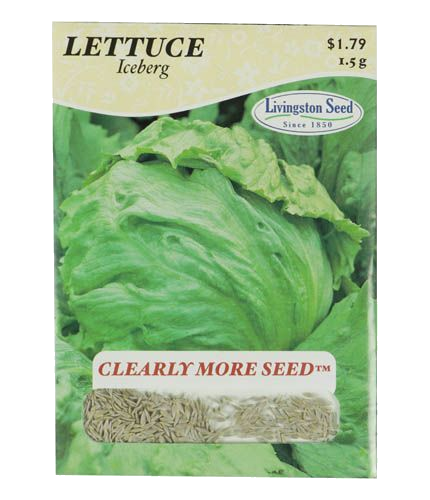 LETTUCE
Iceberg
$1.79
1.5 g
Livingston Seed
Since 1850
CLEARLY MORE SEED™